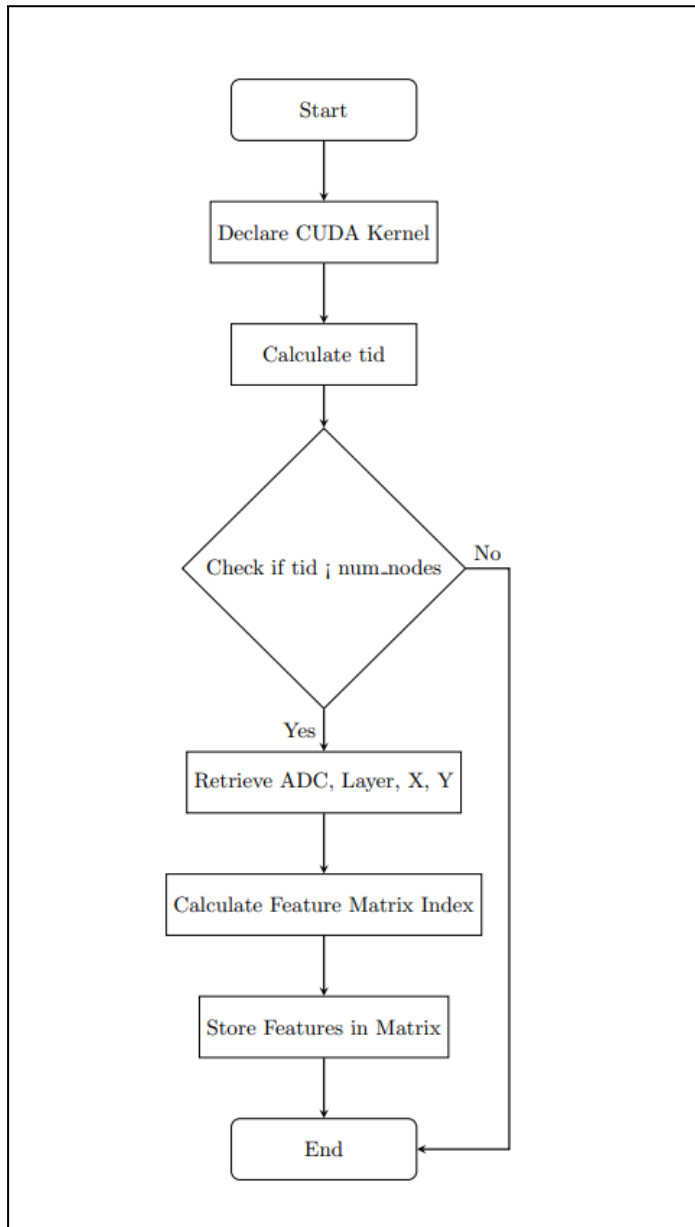 Start
Declare CUDA Kernel
Calculate tid
Check if tid ¡ num_nodes
No
Yes
Retrieve ADC, Layer, X, Y
Calculate Feature Matrix Index
Store Features in Matrix
End